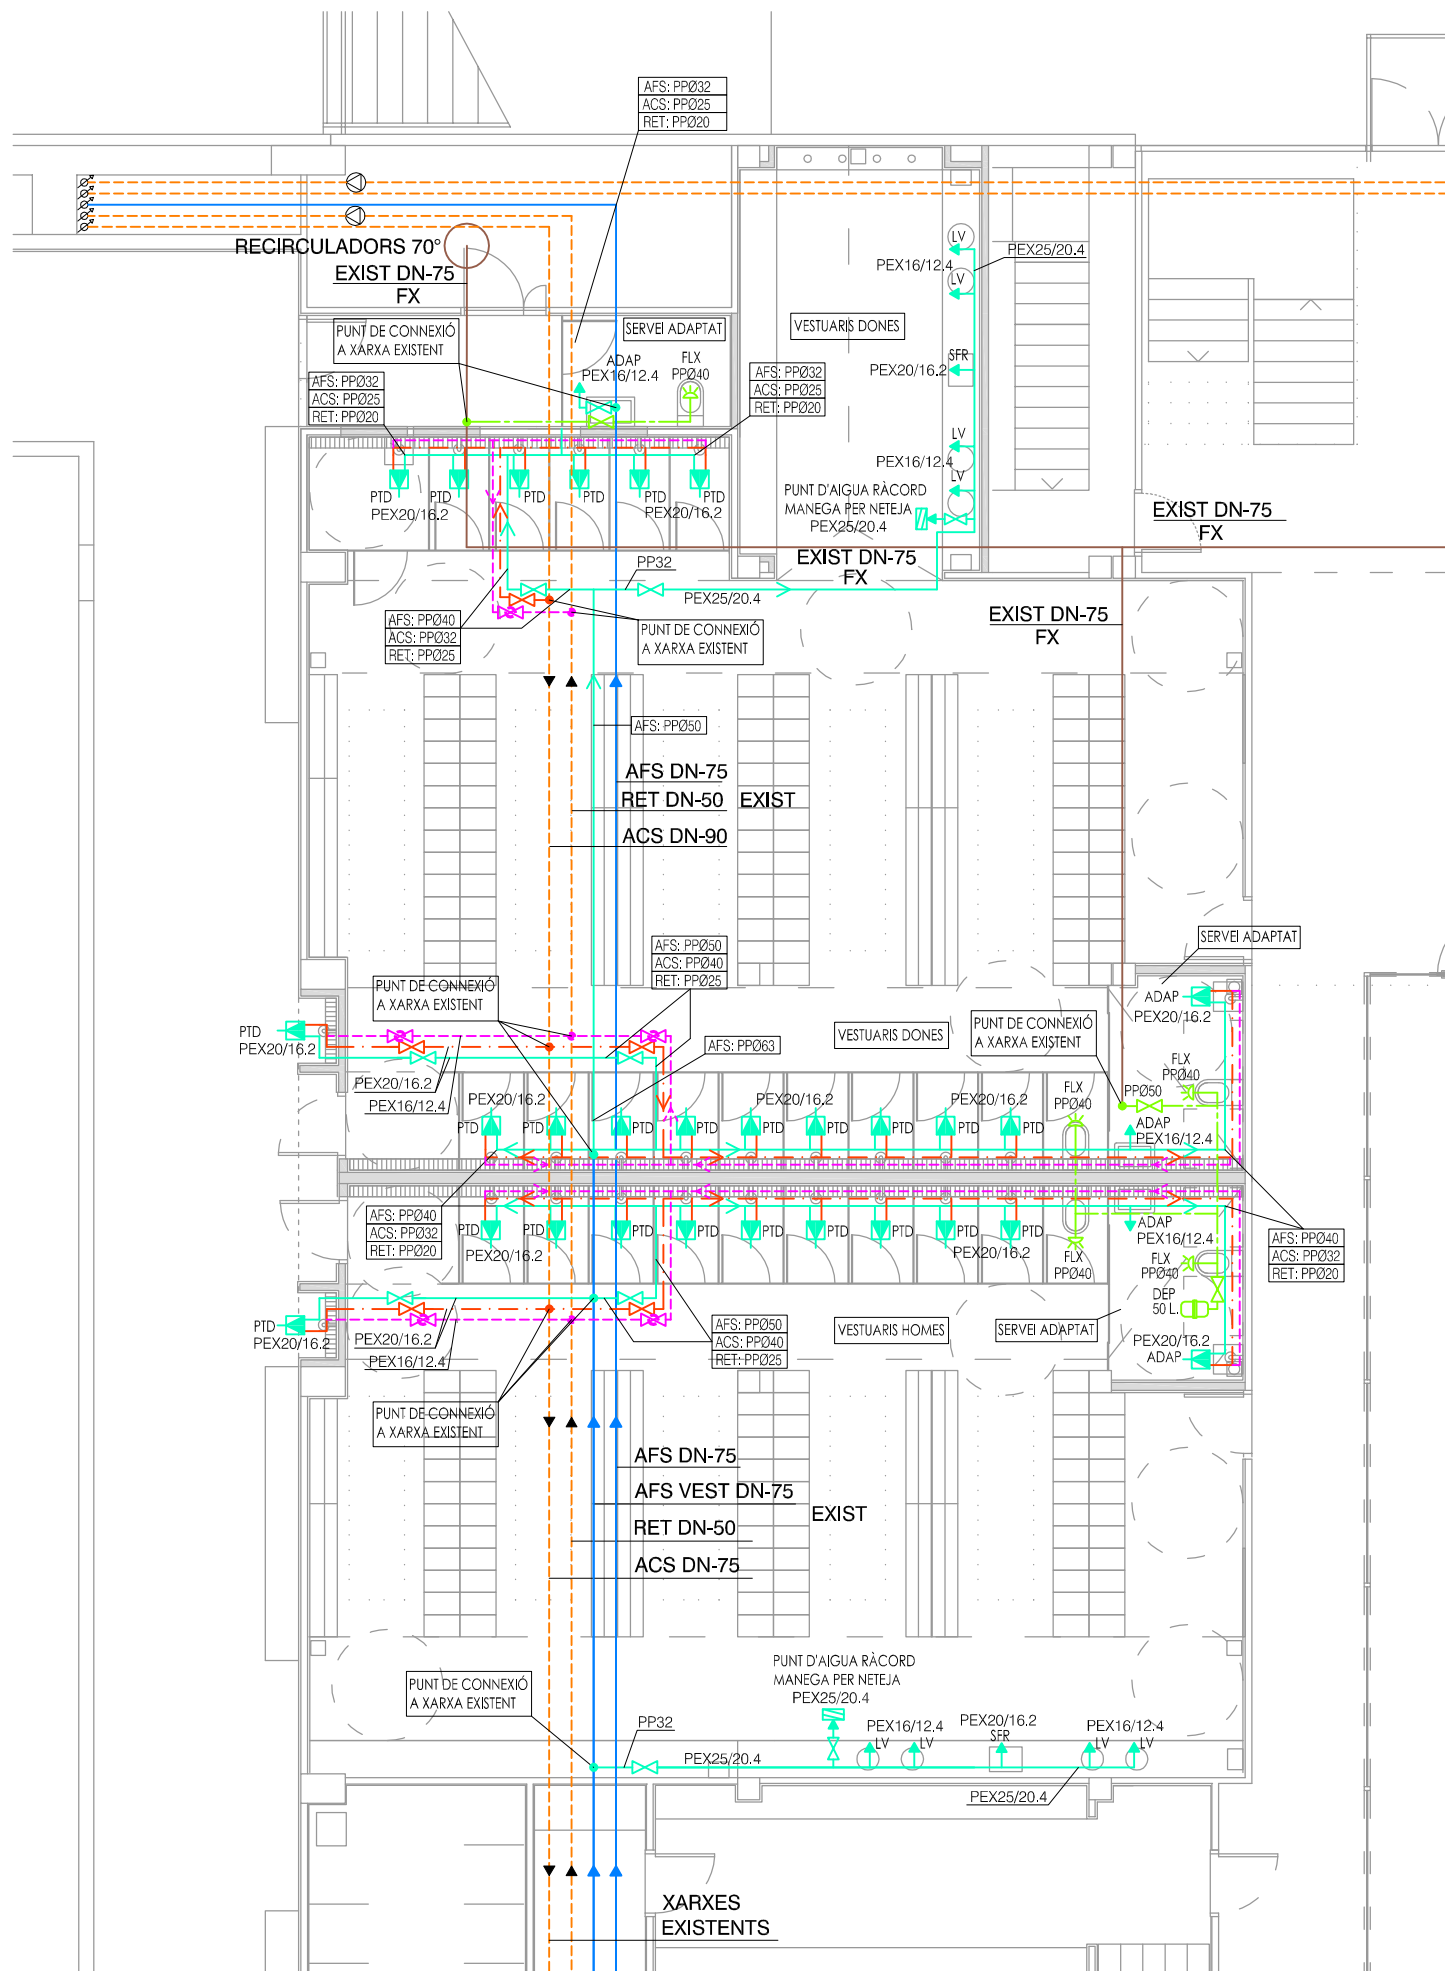 AFS: PPØ32
ACS: PPØ25
RET: PPØ20
RECIRCULADORS 70°
EXIST DN-75
FX
PUNT DE CONNEXIÓ
A XARXA EXISTENT
SERVEI ADAPTAT
ADAP
PEX16/12.4
FLX
PPØ40
AFS: PPØ32
ACS: PPØ25
RET: PPØ20
AFS: PPØ32
ACS: PPØ25
RET: PPØ20
VESTUARIS DONES
LV
PEX16/12.4
LV
PEX25/20.4
SFR
PEX20/16.2
LV
PEX16/12.4
LV
PUNT D'AIGUA RÀCORD
MANEGA PER NETEJA
PEX25/20.4
PTD
PTD
PTD
PTD
PTD
PTD
PEX20/16.2
PEX20/16.2
EXIST DN-75
FX
EXIST DN-75
FX
PP32
PEX25/20.4
AFS: PPØ40
ACS: PPØ32
RET: PPØ25
PUNT DE CONNEXIÓ
A XARXA EXISTENT
EXIST DN-75
FX
AFS: PPØ50
AFS DN-75
RET DN-50
EXIST
ACS DN-90
AFS: PPØ50
ACS: PPØ40
RET: PPØ25
SERVEI ADAPTAT
PUNT DE CONNEXIÓ
A XARXA EXISTENT
ADAP
PEX20/16.2
PTD
PEX20/16.2
AFS: PPØ63
VESTUARIS DONES
PUNT DE CONNEXIÓ
A XARXA EXISTENT
FLX
PPØ40
PEX20/16.2
PEX16/12.4
PEX20/16.2
PEX20/16.2
PEX20/16.2
FLX
PPØ40
PPØ50
ADAP
PEX16/12.4
PTD
PTD
PTD
PTD
PTD
PTD
PTD
PTD
PTD
AFS: PPØ40
ACS: PPØ32
RET: PPØ20
PTD
PTD
PTD
PTD
PTD
PTD
PTD
PTD
PTD
PEX20/16.2
PEX20/16.2
FLX
PPØ40
ADAP
PEX16/12.4
FLX
PPØ40
AFS: PPØ40
ACS: PPØ32
RET: PPØ20
DEP
50 L.
PTD
PEX20/16.2
PEX20/16.2
PEX16/12.4
AFS: PPØ50
ACS: PPØ40
RET: PPØ25
VESTUARIS HOMES
SERVEI ADAPTAT
PEX20/16.2
ADAP
PUNT DE CONNEXIÓ
A XARXA EXISTENT
AFS DN-75
AFS VEST DN-75
EXIST
RET DN-50
ACS DN-75
PUNT D'AIGUA RÀCORD
MANEGA PER NETEJA
PEX25/20.4
PUNT DE CONNEXIÓ
A XARXA EXISTENT
PP32
PEX25/20.4
PEX16/12.4
LV
LV
PEX20/16.2
SFR
PEX16/12.4
LV
LV
PEX25/20.4
XARXES
EXISTENTS